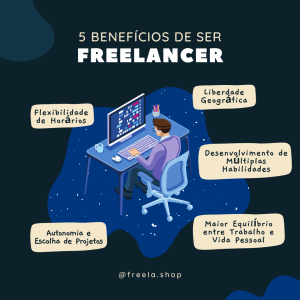 5 BENEFÍCIOS DE SER
FREELANCER
Liberdade
Geográfica
Flexibilidade
de Horários
Desenvolvimento de
Múltiplas
Habilidades
Autonomia e
Escolha de Projetos
Maior Equilíbrio
entre Trabalho e
Vida Pessoal
@freela.shop